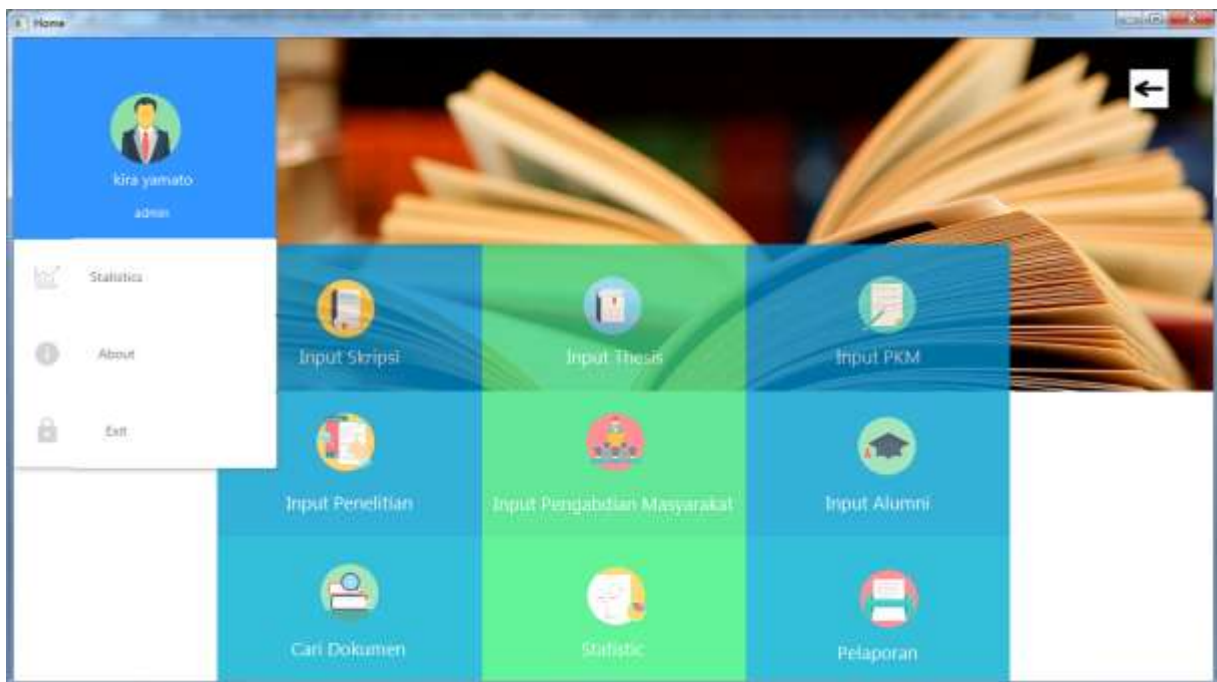 Home
kira yamato
admin
Statistics
About
Exit
Input Skripsi
Input Thesis
Input PKM
Input Penelitian
Input Pengabdian Masyarakat
Input Alumni
Cari Dokumen
Statistic
Pelaporan